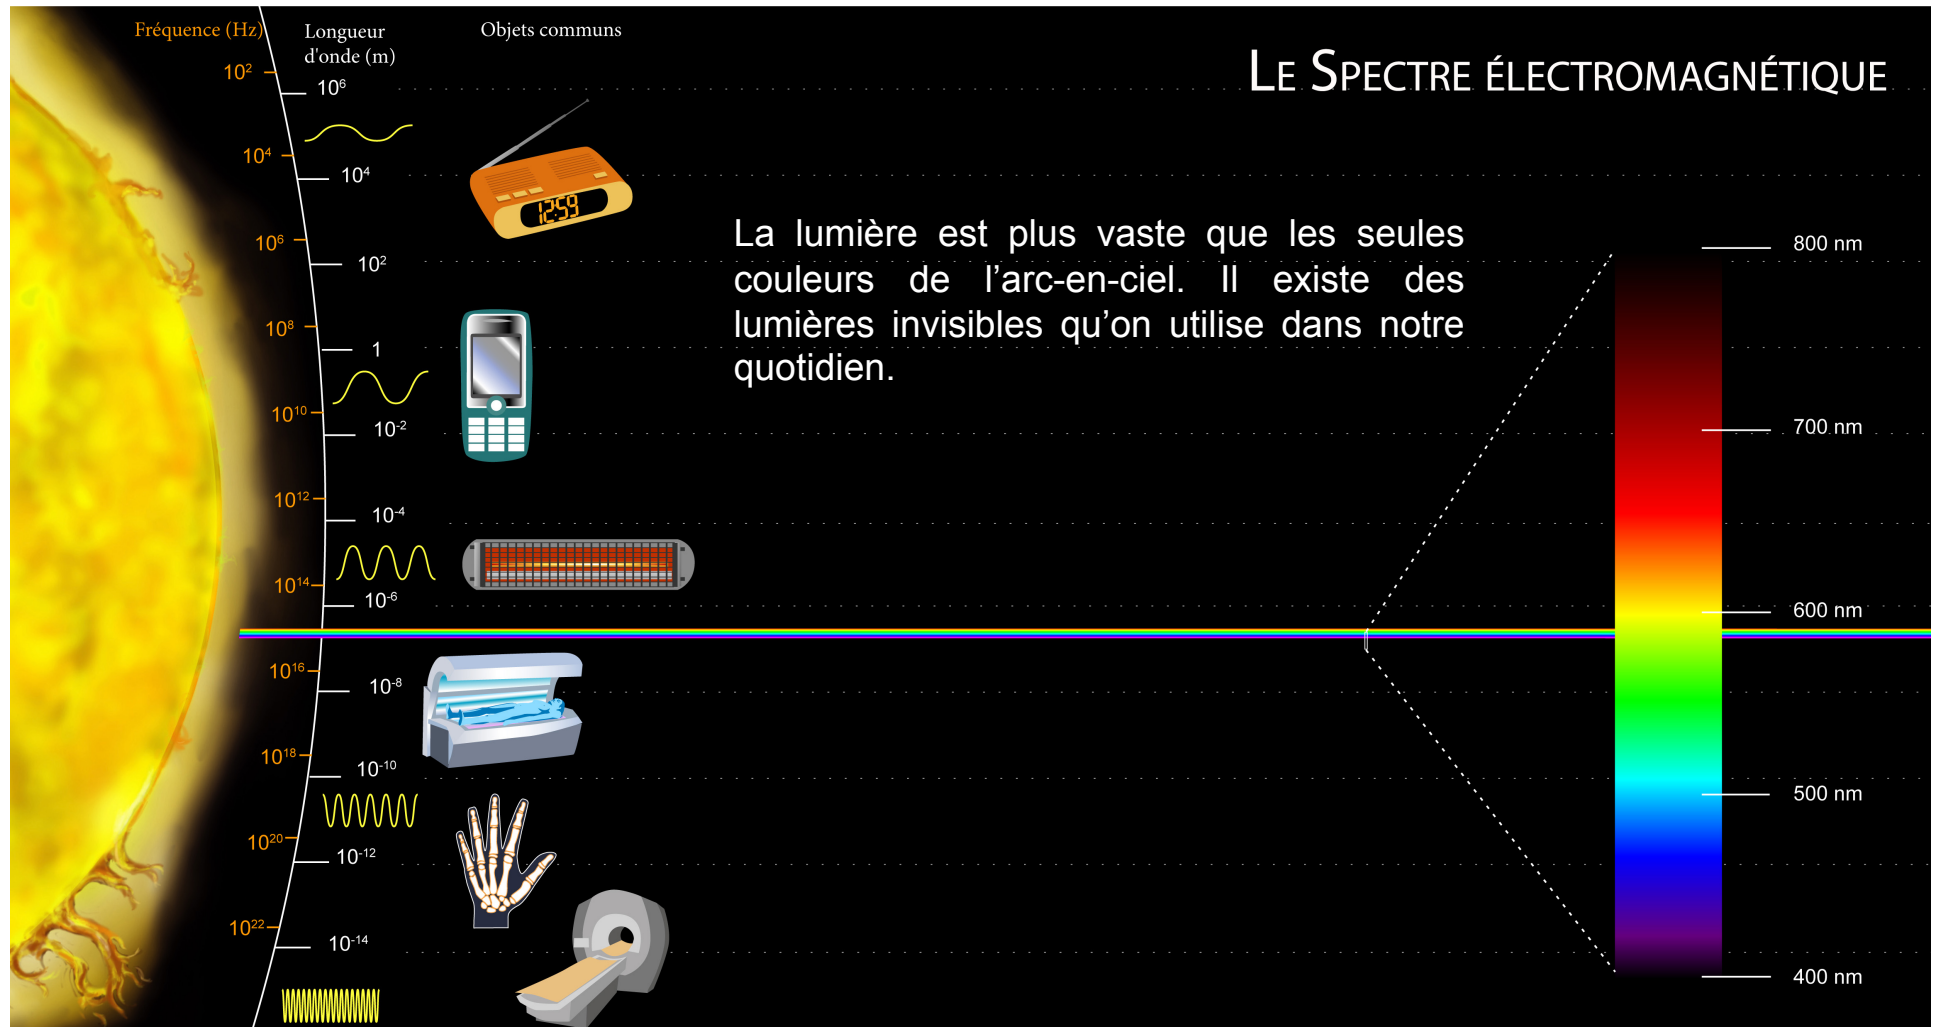 Fréquence (Hz)
Longueur
d'onde (m)
Objets communs
LE SPECTRE ÉLECTROMAGNÉTIQUE
10²
10⁶
10⁴
10⁴
12:59
La lumière est plus vaste que les seules
couleurs de l’arc-en-ciel. Il existe des
lumières invisibles qu’on utilise dans notre
quotidien.
10⁶
10²
800 nm
10⁸
1
10¹⁰
10⁻²
700 nm
10¹²
10⁻⁴
10¹⁴
10⁻⁶
600 nm
10¹⁶
10⁻⁸
10¹⁸
10⁻¹⁰
500 nm
10²⁰
10⁻¹²
10²²
10⁻¹⁴
400 nm